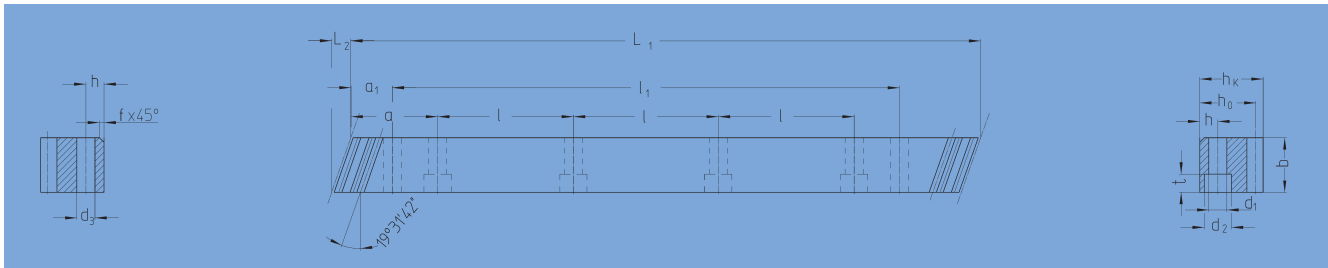 h
f x 45°
d₃
L₂
L₁
a₁
l₁
a
l
l
l
19°31'42"
hₖ
h₀
h
t
b
d₁
d₂